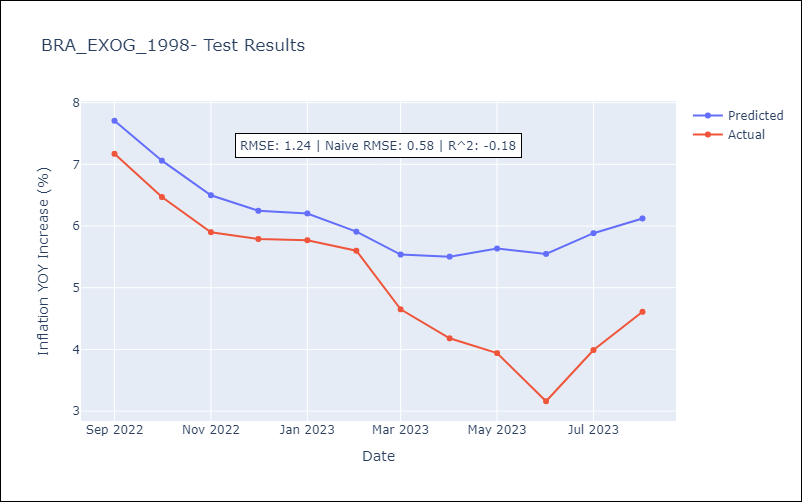 BRA_EXOG_1998- Test Results
RMSE: 1.24 | Naive RMSE: 0.58 | R^2: -0.18
Predicted
Actual
Inflation YOY Increase (%)
8
7
6
5
4
3
Sep 2022 Nov 2022 Jan 2023 Mar 2023 May 2023 Jul 2023
Date